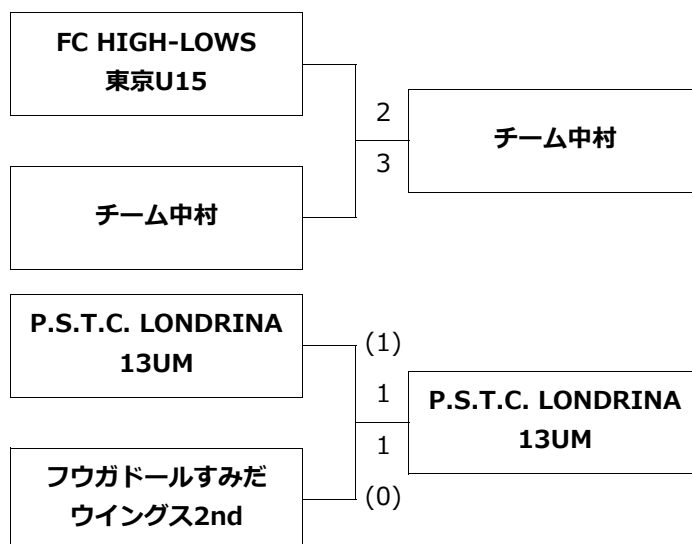 FC HIGH-LOWS
東京U15
2
3
チーム中村
チーム中村
P.S.T.C. LONDRINA
13UM
(1)
1
1
(0)
P.S.T.C. LONDRINA
13UM
フウガドールすみだ
ウイングス2nd